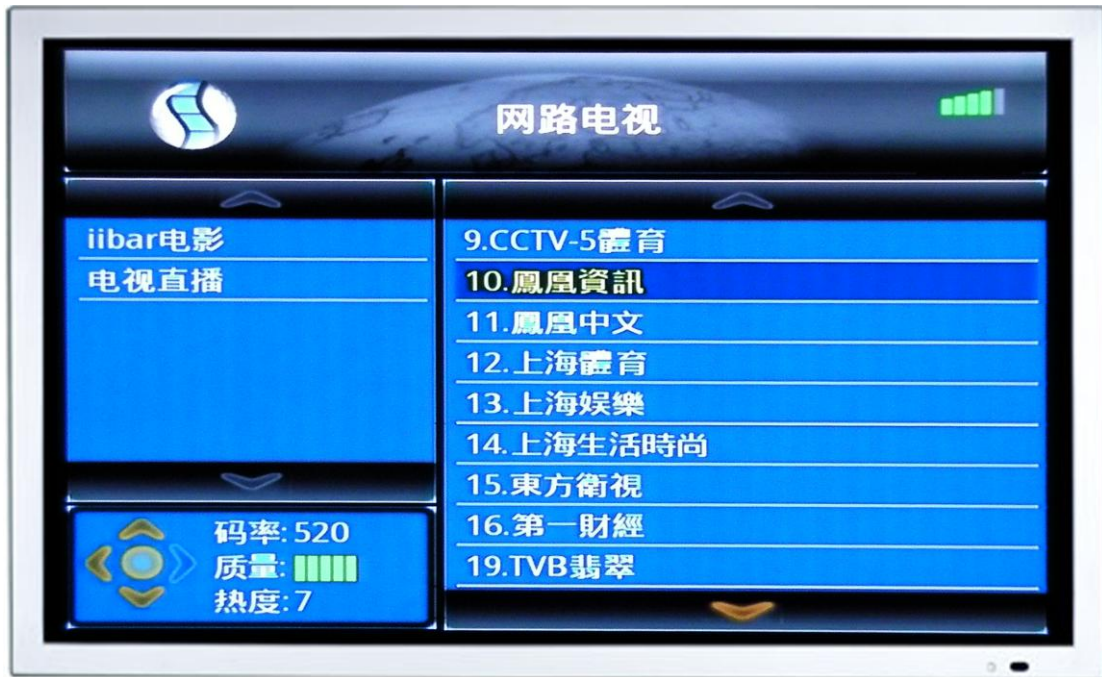 网路电视
iibar电影
电视直播
9.CCTV-5體育
10.鳳凰資訊
11.鳳凰中文
12.上海體育
13.上海娱樂
14.上海生活時尚
15.東方衛視
16.第一財經
19.TVB翡翠
码率:520
质量:
热度:7